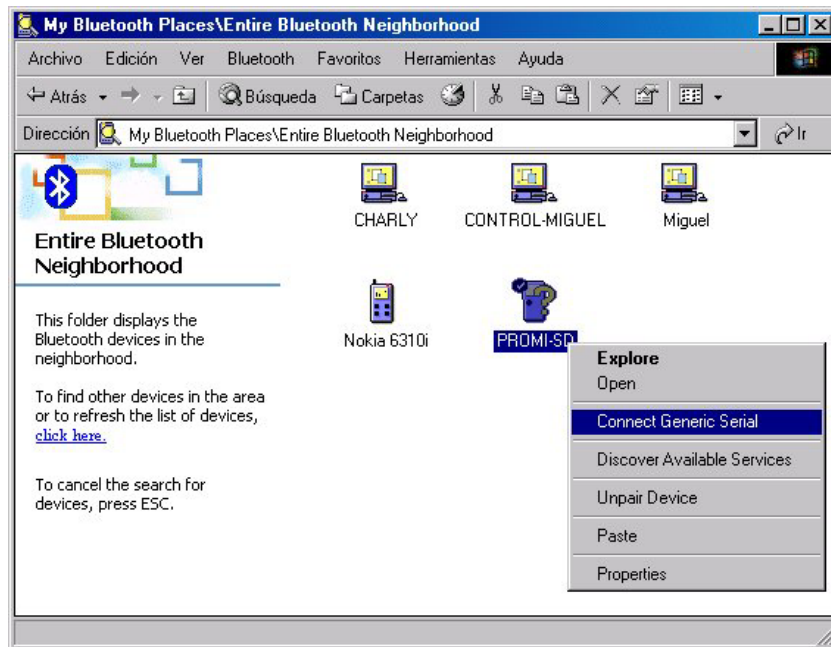 My Bluetooth Places\Entire Bluetooth Neighborhood
Archivo Edición Ver Bluetooth Favoritos Herramientas Ayuda
Atrás Búsqueda Carpetas
Dirección My Bluetooth Places\Entire Bluetooth Neighborhood Ir
Entire Bluetooth
Neighborhood
This folder displays the
Bluetooth devices in the
neighborhood.
To find other devices in the area
or to refresh the list of devices,
click here.
To cancel the search for
devices, press ESC.
CHARLY CONTROL-MIGUEL Miguel
Nokia 6310i PROMI-SD
Explore
Open
Connect Generic Serial
Discover Available Services
Unpair Device
Paste
Properties